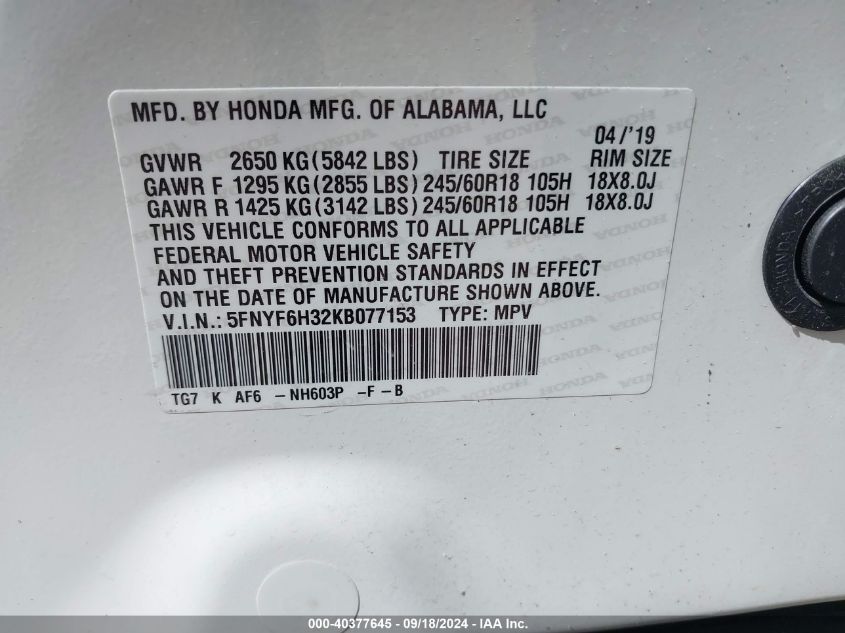 MFD. BY HONDA MFG. OF ALABAMA, LLC
04/'19
GVWR 2650 KG (5842 LBS) TIRE SIZE RIM SIZE
GAWR F 1295 KG (2855 LBS) 245/60R18 105H 18X8.0J
GAWR R 1425 KG (3142 LBS) 245/60R18 105H 18X8.0J
THIS VEHICLE CONFORMS TO ALL APPLICABLE
FEDERAL MOTOR VEHICLE SAFETY
AND THEFT PREVENTION STANDARDS IN EFFECT
ON THE DATE OF MANUFACTURE SHOWN ABOVE.
V.I.N.: 5FNYF6H32KB077153 TYPE: MPV
TG7 K AF6 -NH603P -F-B
HONDA
000-40377645 - 09/18/2024 - IAA Inc.